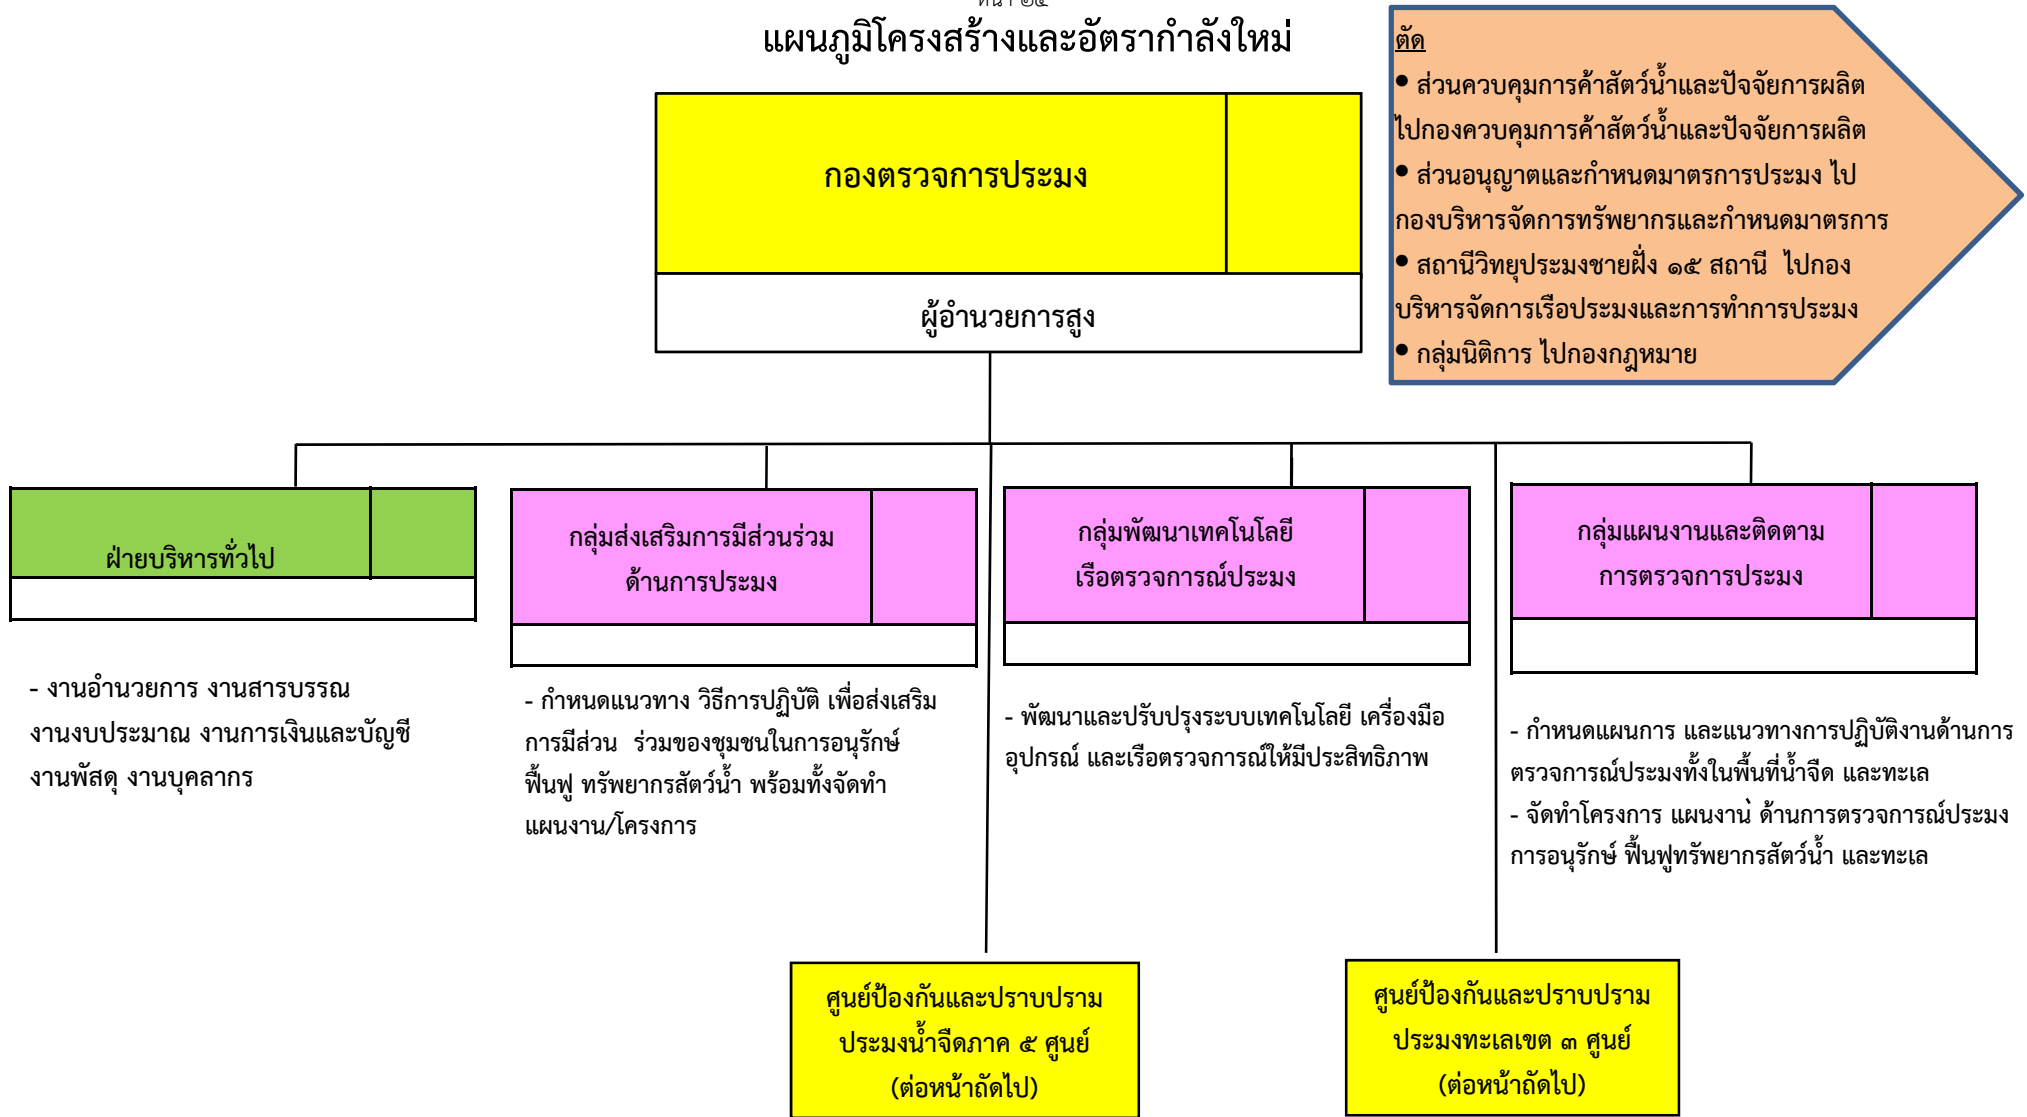 หน้า ๒๕
แผนภูมิโครงสร้างและอัตรากำลังใหม่
กองตรวจการประมง
ผู้อำนวยการสูง
ตัด
• ส่วนควบคุมการค้าสัตว์น้ำและปัจจัยการผลิต
ไปกองควบคุมการค้าสัตว์น้ำและปัจจัยการผลิต
• ส่วนอนุญาตและกำหนดมาตรการประมง ไป
กองบริหารจัดการทรัพยากรและกำหนดมาตรการ
• สถานีวิทยุประมงชายฝั่ง ๑๕ สถานี ไปกอง
บริหารจัดการเรือประมงและการทำการประมง
• กลุ่มนิติการ ไปกองกฎหมาย
ฝ่ายบริหารทั่วไป
- งานอำนวยการ งานสารบรรณ
งานงบประมาณ งานการเงินและบัญชี
งานพัสดุ งานบุคลากร
กลุ่มส่งเสริมการมีส่วนร่วม
ด้านการประมง
- กำหนดแนวทาง วิธีการปฏิบัติ เพื่อส่งเสริม
การมีส่วน ร่วมของชุมชนในการอนุรักษ์
ฟื้นฟู ทรัพยากรสัตว์น้ำ พร้อมทั้งจัดทำ
แผนงาน/โครงการ
กลุ่มพัฒนาเทคโนโลยี
เรือตรวจการณ์ประมง
- พัฒนาและปรับปรุงระบบเทคโนโลยี เครื่องมือ
อุปกรณ์ และเรือตรวจการณ์ให้มีประสิทธิภาพ
กลุ่มแผนงานและติดตาม
การตรวจการประมง
- กำหนดแผนการ และแนวทางการปฏิบัติงานด้านการ
ตรวจการณ์ประมงทั้งในพื้นที่น้ำจืด และทะเล
- จัดทำโครงการ แผนงาน่ ด้านการตรวจการณ์ประมง
การอนุรักษ์ ฟื้นฟูทรัพยากรสัตว์น้ำ และทะเล
ศูนย์ป้องกันและปราบปราม
ประมงน้ำจืดภาค ๕ ศูนย์
(ต่อหน้าถัดไป)
ศูนย์ป้องกันและปราบปราม
ประมงทะเลเขต ๓ ศูนย์
(ต่อหน้าถัดไป)